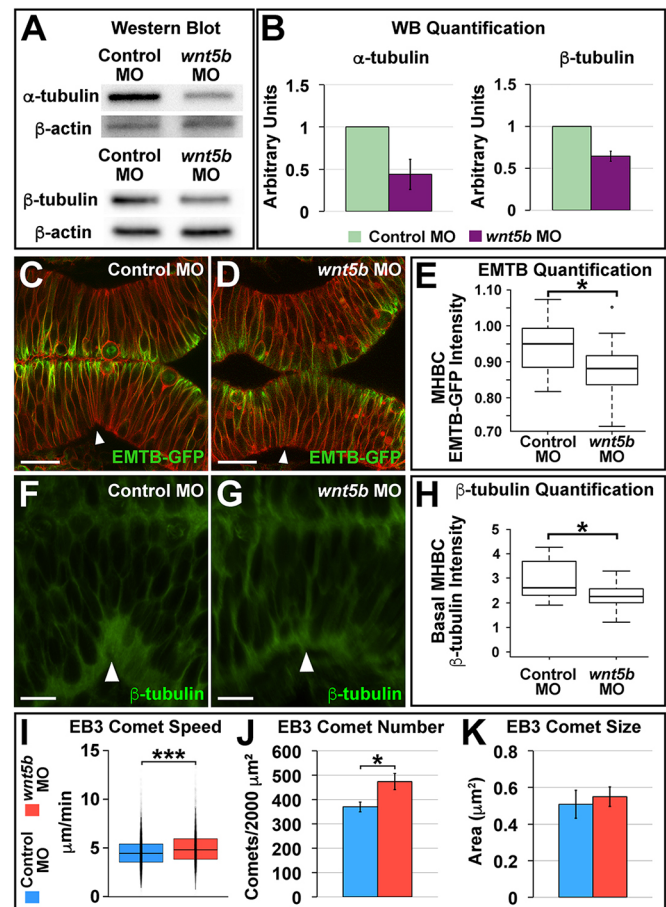 A
Western Blot
Control MO
wnt5b MO
α-tubulin
β-actin
Control MO
wnt5b MO
β-tubulin
β-actin
B
WB Quantification
α-tubulin
Arbitrary Units
1.5
1
0.5
0
β-tubulin
Arbitrary Units
1.5
1
0.5
0
Control MO
wnt5b MO
C
Control MO
EMTB-GFP
D
wnt5b MO
EMTB-GFP
E
EMTB Quantification
*
MHBC
EMTB-GFP Intensity
1.10
1.00
0.90
0.80
0.70
Control MO
wnt5b MO
F
Control MO
β-tubulin
G
wnt5b MO
β-tubulin
H
β-tubulin Quantification
*
Basal MHBC
β-tubulin Intensity
5
4
3
2
1
0
Control MO
wnt5b MO
I
EB3 Comet Speed
***
wnt5b MO
Control MO
μm/min
15
10
5
0
J
EB3 Comet Number
*
Comets/2000 μm²
600
500
400
300
200
100
0
K
EB3 Comet Size
Area (μm²)
0.8
0.6
0.4
0.2
0